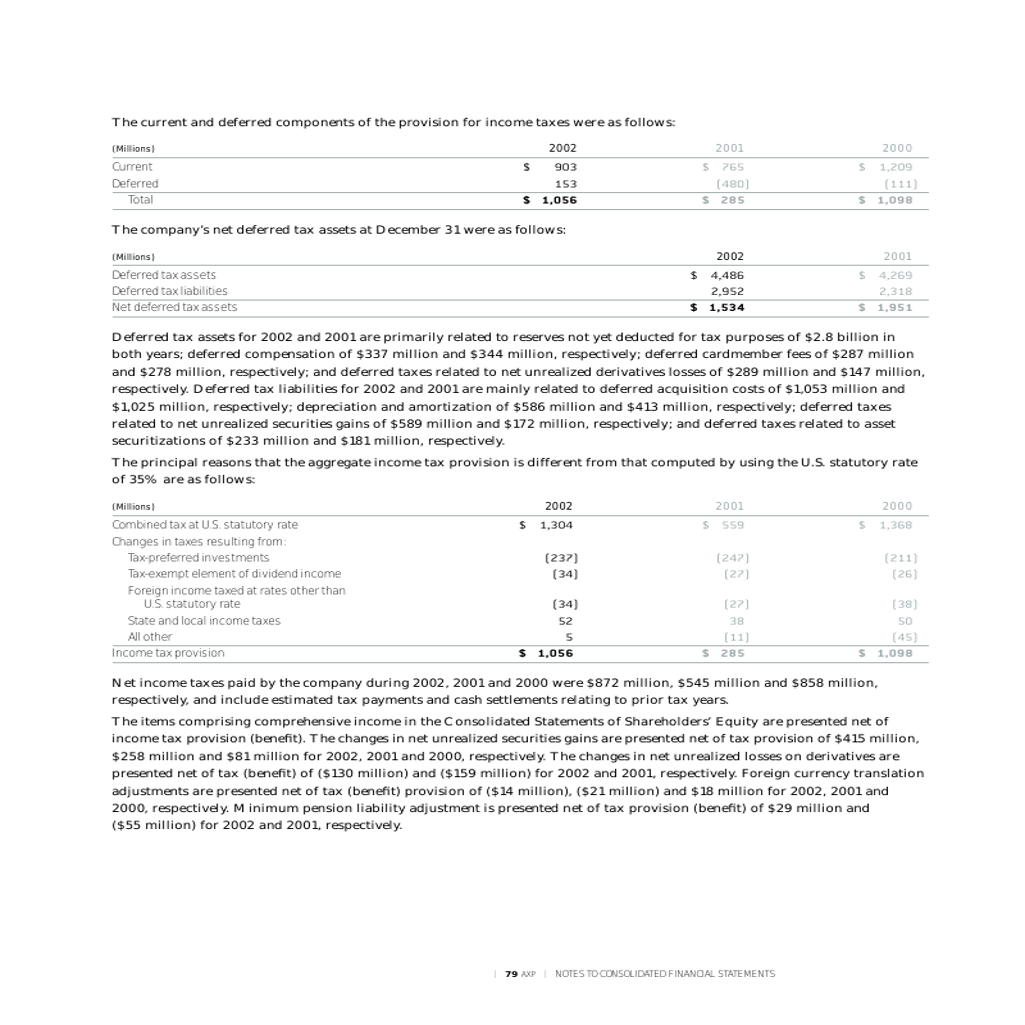 The current and deferred components of the provision for income taxes were as follows:
(Millions) 2002 2001 2000
Current $ 903 $ 765 $ 1,209
Deferred 153 (480) (111)
Total $ 1,056 $ 285 $ 1,098
The company's net deferred tax assets at December 31 were as follows:
(Millions) 2002 2001
Deferred tax assets $ 4,486 $ 4,269
Deferred tax liabilities 2,952 2,318
Net deferred tax assets $ 1,534 $ 1,951
Deferred tax assets for 2002 and 2001 are primarily related to reserves not yet deducted for tax purposes of $2.8 billion in
both years; deferred compensation of $337 million and $344 million, respectively; deferred cardmember fees of $287 million
and $278 million, respectively; and deferred taxes related to net unrealized derivatives losses of $289 million and $147 million,
respectively. Deferred tax liabilities for 2002 and 2001 are mainly related to deferred acquisition costs of $1,053 million and
$1,025 million, respectively; depreciation and amortization of $586 million and $413 million, respectively; deferred taxes
related to net unrealized securities gains of $589 million and $172 million, respectively; and deferred taxes related to asset
securitizations of $233 million and $181 million, respectively.
The principal reasons that the aggregate income tax provision is different from that computed by using the U.S. statutory rate
of 35% are as follows:
(Millions) 2002 2001 2000
Combined tax at U.S. statutory rate $ 1,304 $ 559 $ 1,368
Changes in taxes resulting from:
Tax-preferred investments (237) (247) (211)
Tax-exempt element of dividend income (34) (27) (26)
Foreign income taxed at rates other than
U.S. statutory rate (34) (27) (38)
State and local income taxes 52 38 50
All other 5 (11) (45)
Income tax provision $ 1,056 $ 285 $ 1,098
Net income taxes paid by the company during 2002, 2001 and 2000 were $872 million, $545 million and $858 million,
respectively, and include estimated tax payments and cash settlements relating to prior tax years.
The items comprising comprehensive income in the Consolidated Statements of Shareholders' Equity are presented net of
income tax provision (benefit). The changes in net unrealized securities gains are presented net of tax provision of $415 million,
$258 million and $81 million for 2002, 2001 and 2000, respectively. The changes in net unrealized losses on derivatives are
presented net of tax (benefit) of ($130 million) and ($159 million) for 2002 and 2001, respectively. Foreign currency translation
adjustments are presented net of tax (benefit) provision of ($14 million), ($21 million) and $18 million for 2002, 2001 and
2000, respectively. Minimum pension liability adjustment is presented net of tax provision (benefit) of $29 million and
($55 million) for 2002 and 2001, respectively.
| 79 AXP | NOTES TO CONSOLIDATED FINANCIAL STATEMENTS